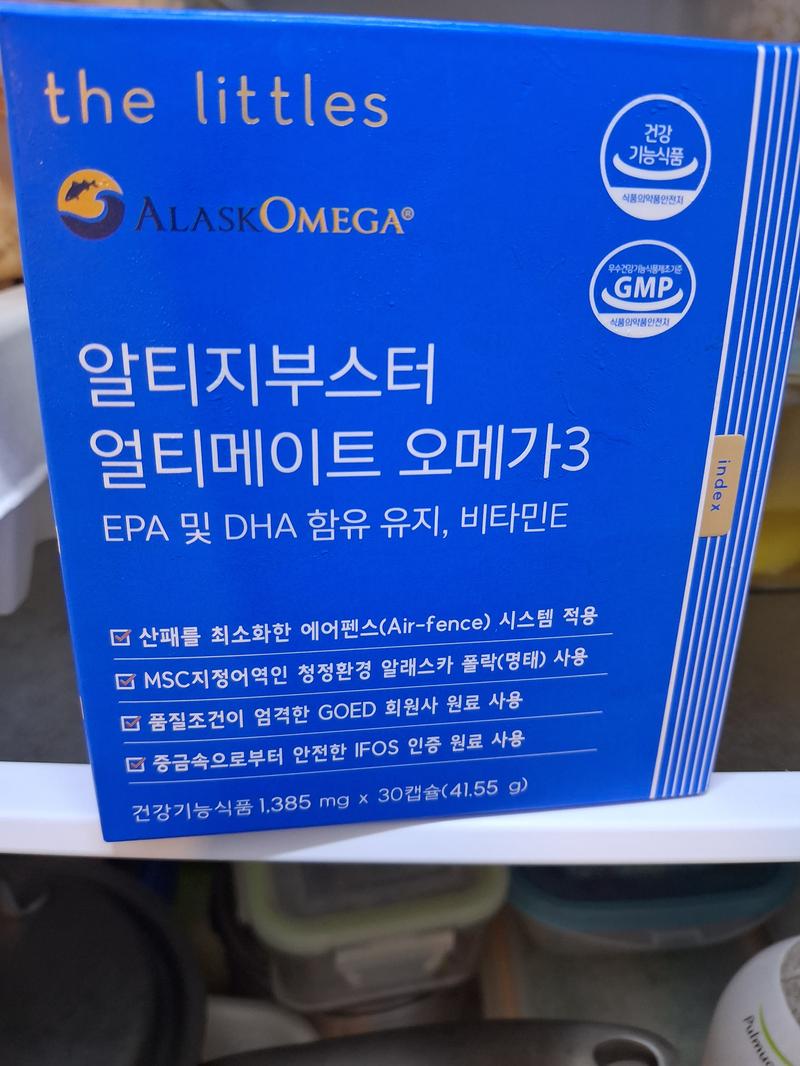 the littles
ALASKOMEGA®
건강
기능식품
식품의약품안전처
우수건강기능식품제조기준
GMP
식품의약품안전처
알티지부스터
얼티메이트 오메가3
EPA 및 DHA 함유 유지, 비타민E
index
산패를 최소화한 에어펜스(Air-fence) 시스템 적용
MSC지정어역인 청정환경 알래스카 폴락(명태) 사용
품질조건이 엄격한 GOED 회원사 원료 사용
중금속으로부터 안전한 IFOS 인증 원료 사용
건강기능식품 1,385 mg x 30캡슐(41.55 g)